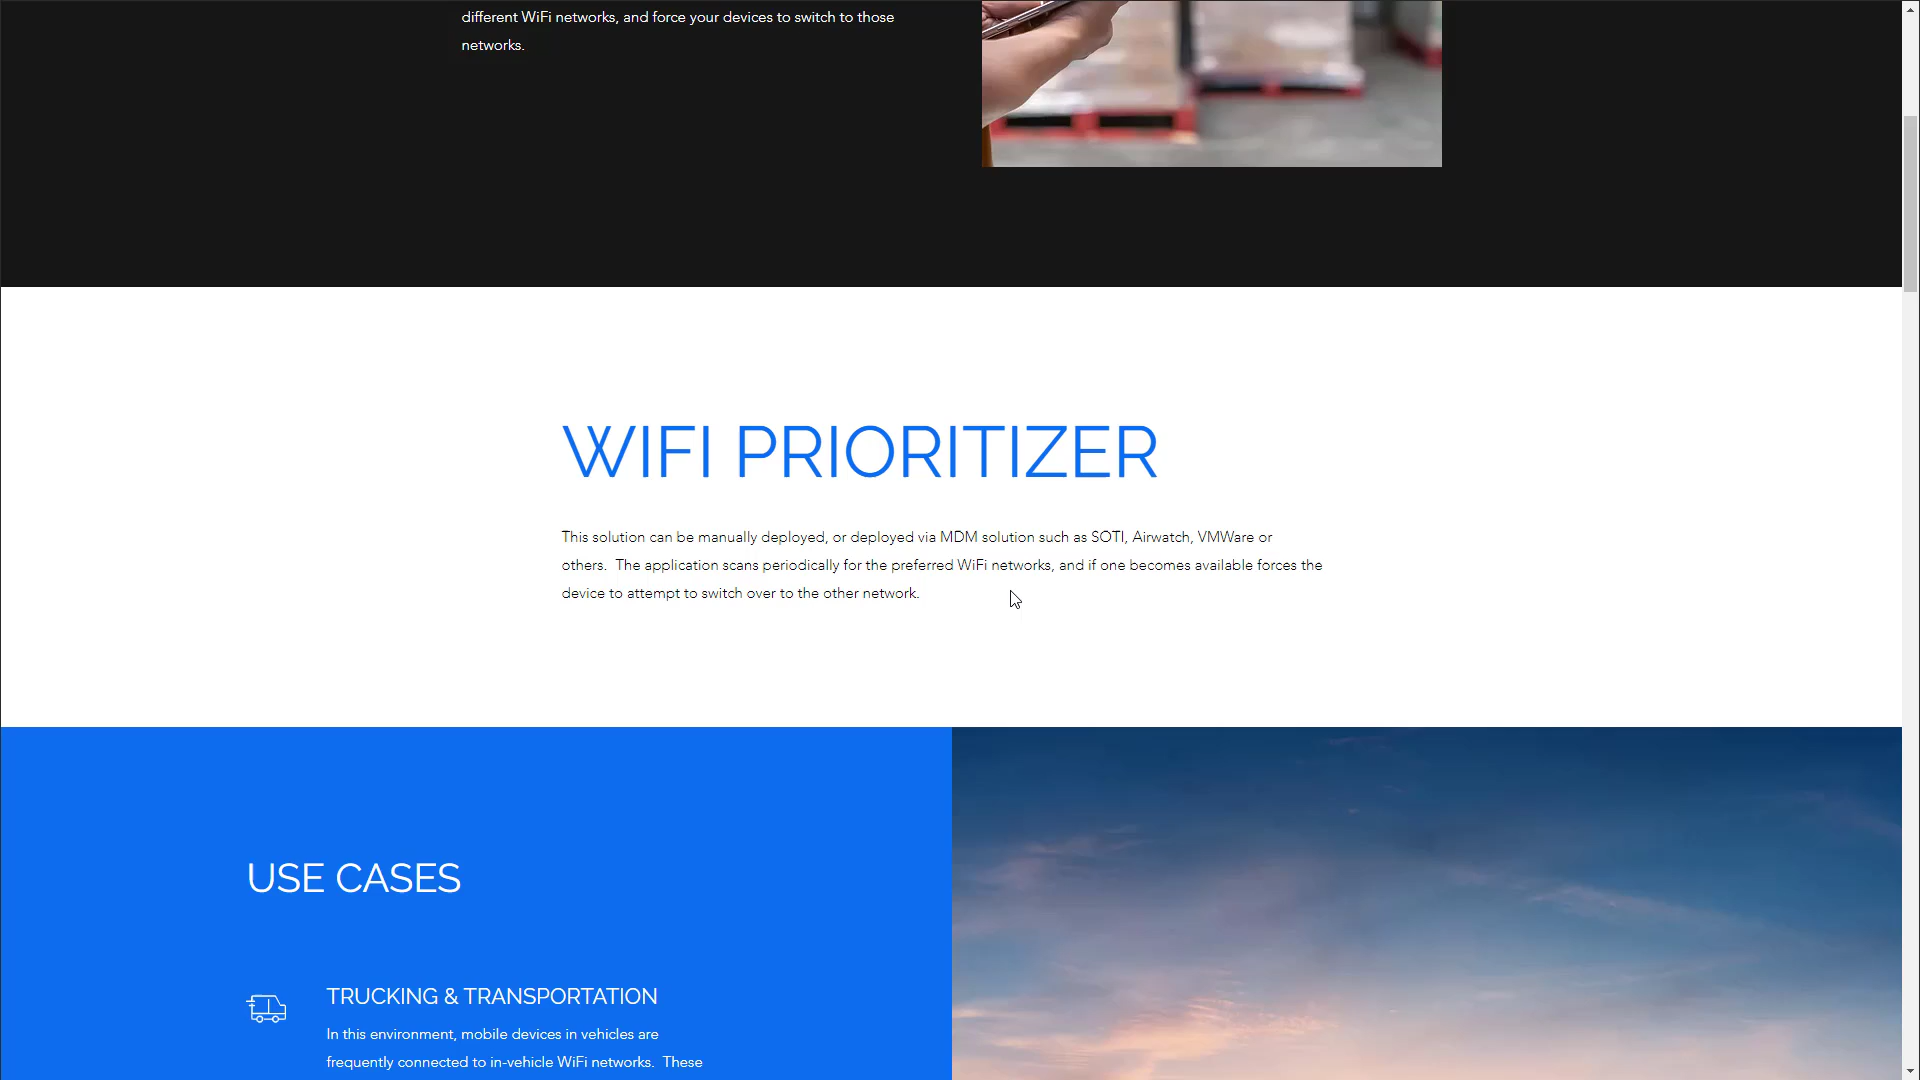 different WiFi networks, and force your devices to switch to those
networks.
WIFI PRIORITIZER
This solution can be manually deployed, or deployed via MDM solution such as SOTI, Airwatch, VMWare or
others.  The application scans periodically for the preferred WiFi networks, and if one becomes available forces the
device to attempt to switch over to the other network.
USE CASES
TRUCKING & TRANSPORTATION
In this environment, mobile devices in vehicles are
frequently connected to in-vehicle WiFi networks.  These